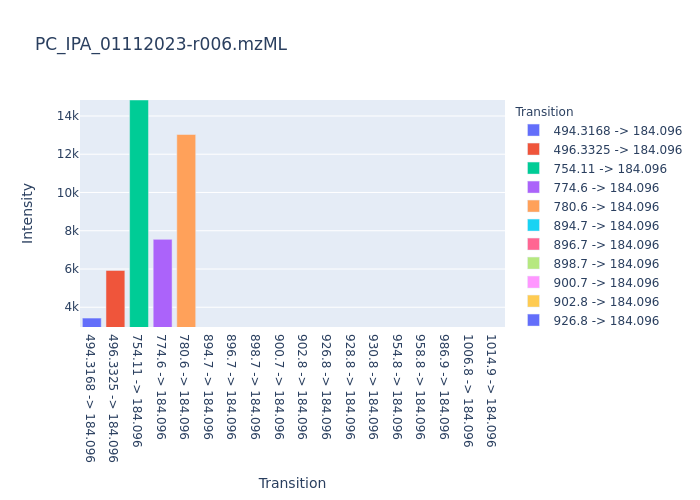 PC_IPA_01112023-r006.mzML
Intensity
14k
12k
10k
8k
6k
4k
494.3168 -> 184.096
496.3325 -> 184.096
754.11 -> 184.096
774.6 -> 184.096
780.6 -> 184.096
894.7 -> 184.096
896.7 -> 184.096
898.7 -> 184.096
900.7 -> 184.096
902.8 -> 184.096
926.8 -> 184.096
928.8 -> 184.096
930.8 -> 184.096
954.8 -> 184.096
958.8 -> 184.096
986.9 -> 184.096
1006.8 -> 184.096
1014.9 -> 184.096
Transition
Transition
494.3168 -> 184.096
496.3325 -> 184.096
754.11 -> 184.096
774.6 -> 184.096
780.6 -> 184.096
894.7 -> 184.096
896.7 -> 184.096
898.7 -> 184.096
900.7 -> 184.096
902.8 -> 184.096
926.8 -> 184.096